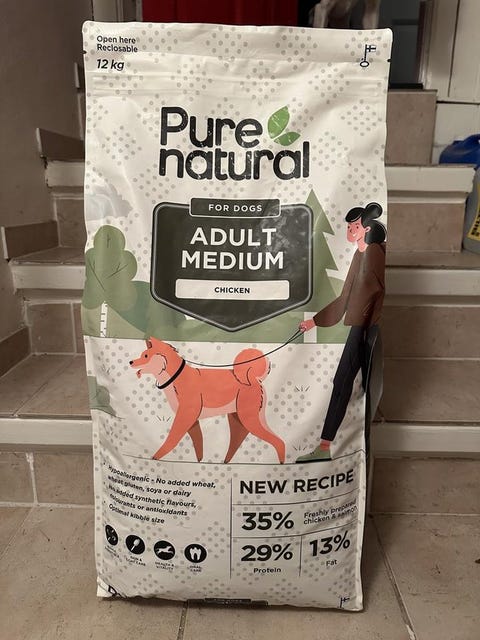 Open here
Reclosable
12 kg
Pure
natural
FOR DOGS
ADULT
MEDIUM
CHICKEN
Hypoallergenic - No added wheat,
wheat gluten, soya or dairy
No added synthetic flavours,
colourants or antioxidants
Optimal kibble size
NEW RECIPE
35% Freshly prepared
chicken & salmon
29% Protein
13% Fat
HEALTH &
VITALITY